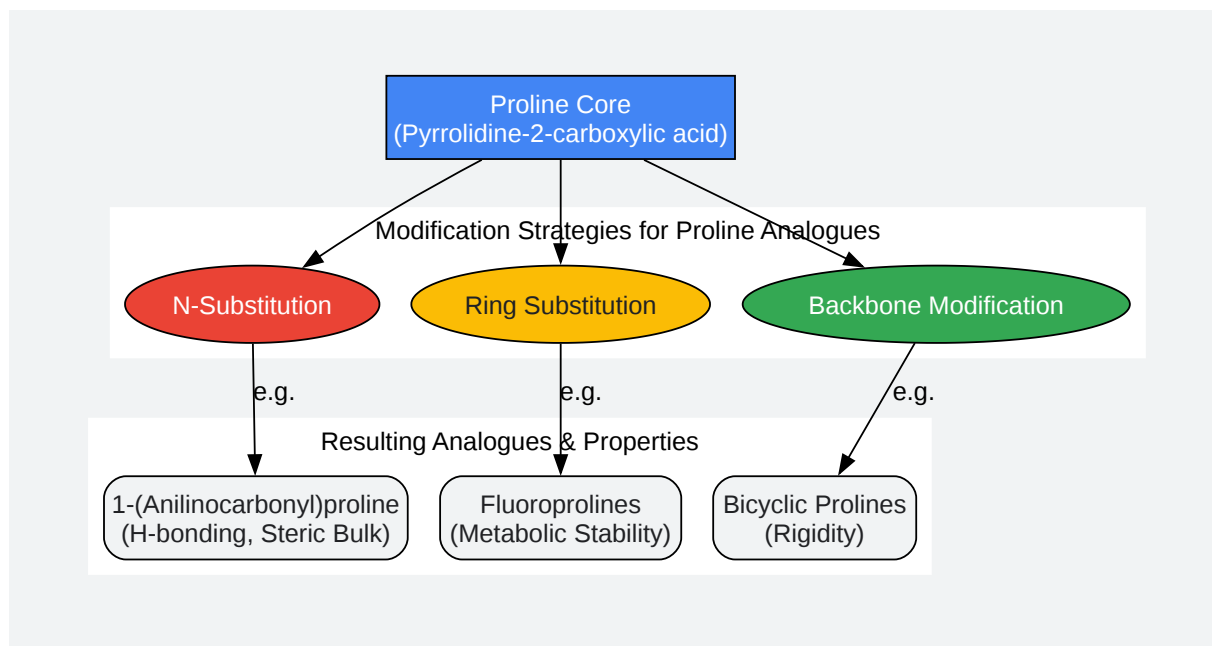 Proline Core
(Pyrrolidine-2-carboxylic acid)
Modification Strategies for Proline Analogues
N-Substitution
Ring Substitution
Backbone Modification
e.g.
e.g.
e.g.
Resulting Analogues & Properties
1-(Anilinocarbonyl)proline
(H-bonding, Steric Bulk)
Fluoroprolines
(Metabolic Stability)
Bicyclic Prolines
(Rigidity)